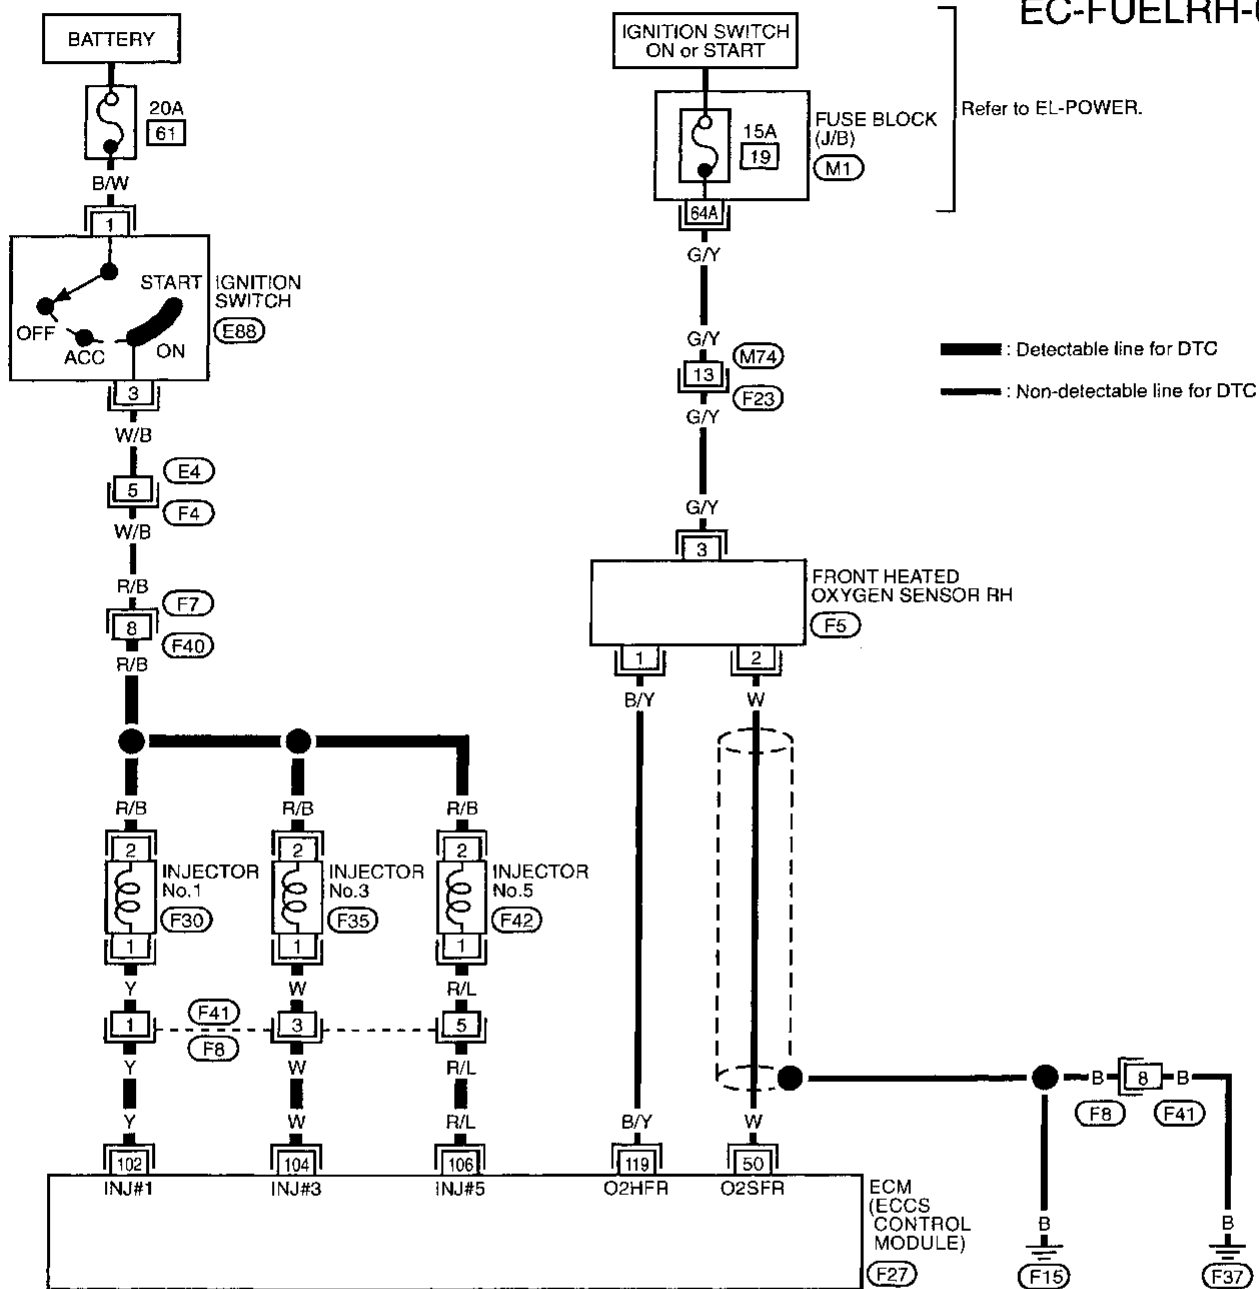 EC-FUELRH-0
BATTERY
20A
61
B/W
1
START
IGNITION
SWITCH
E88
OFF
ACC
ON
3
W/B
5
E4
F4
W/B
R/B
8
F7
F40
R/B
R/B
R/B
R/B
2
2
2
INJECTOR
No.1
F30
INJECTOR
No.3
F35
INJECTOR
No.5
F42
1
1
1
Y
W
R/L
1
F41
F8
3
5
Y
W
R/L
Y
W
R/L
102
104
106
INJ#1
INJ#3
INJ#5
IGNITION SWITCH
ON or START
15A
19
FUSE BLOCK
(J/B)
M1
Refer to EL-POWER.
64A
G/Y
G/Y
13
M74
F23
G/Y
G/Y
3
FRONT HEATED
OXYGEN SENSOR RH
F5
1
2
B/Y
W
B/Y
W
119
50
O2HFR
O2SFR
ECM
(ECCS
CONTROL
MODULE)
F27
: Detectable line for DTC
: Non-detectable line for DTC
B
8
B
F8
F41
B
B
F15
F37